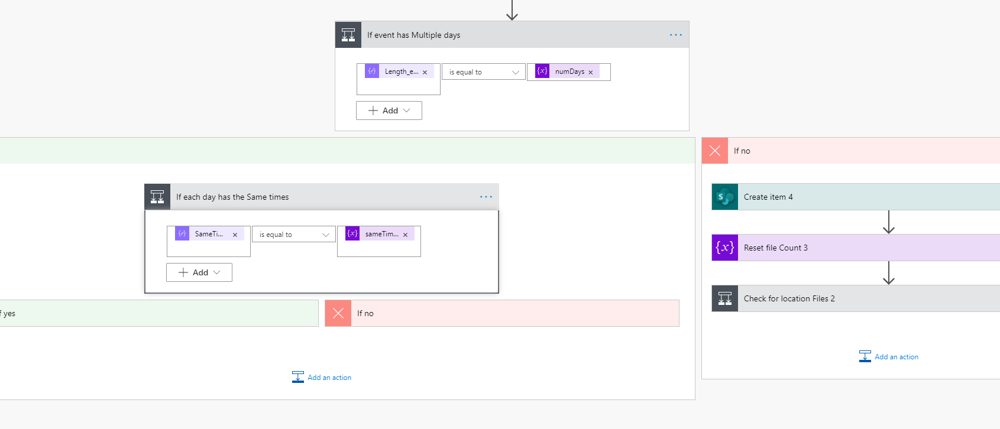 If event has Multiple days
...
Length_e... ×
is equal to
{x} numDays ×
+ Add
If no
If each day has the Same times
...
Create item 4
SameTi... ×
is equal to
{x} sameTim... ×
{x} Reset file Count 3
+ Add
Check for location Files 2
f yes
If no
Add an action
Add an action